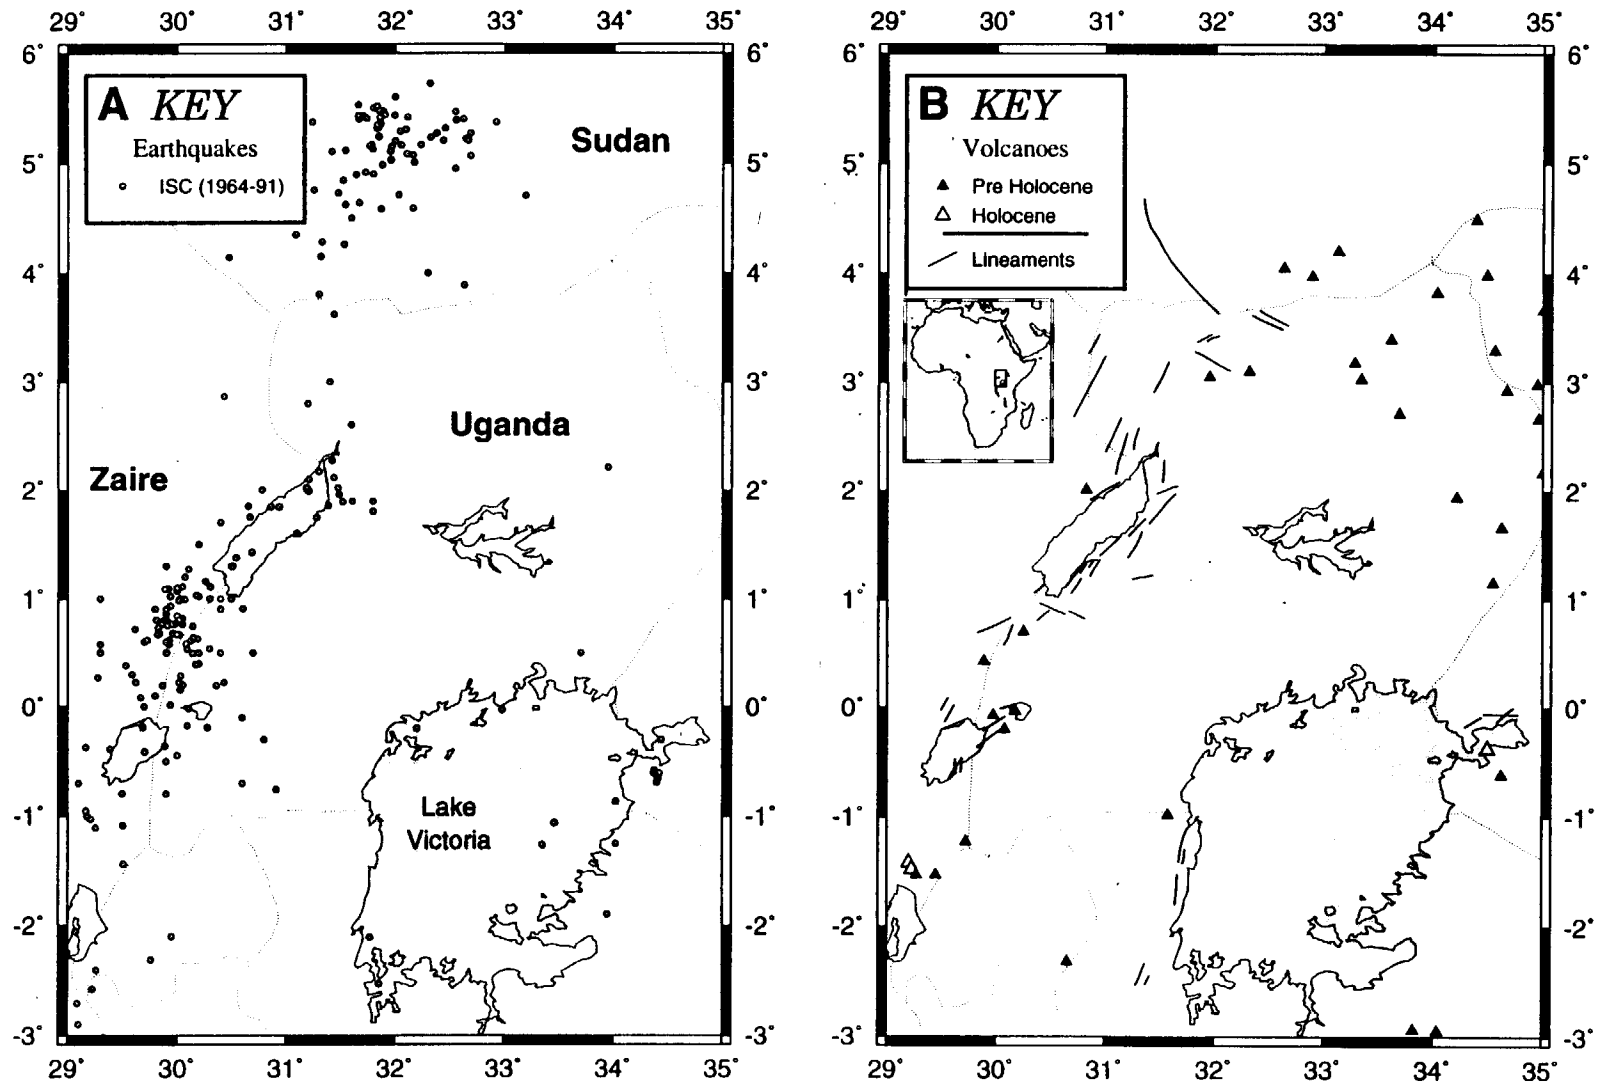 29° 30° 31° 32° 33° 34° 35°
6° 6°
A KEY
Earthquakes
ISC (1964-91)
Sudan
5° 5°
4° 4°
3° 3°
Uganda
Zaire
2° 2°
1° 1°
0° 0°
-1° -1°
Lake
Victoria
-2° -2°
-3° -3°
29° 30° 31° 32° 33° 34° 35°
29° 30° 31° 32° 33° 34° 35°
6° 6°
B KEY
Volcanoes
Pre Holocene
Holocene
Lineaments
5° 5°
4° 4°
3° 3°
2° 2°
1° 1°
0° 0°
-1° -1°
-2° -2°
-3° -3°
29° 30° 31° 32° 33° 34° 35°